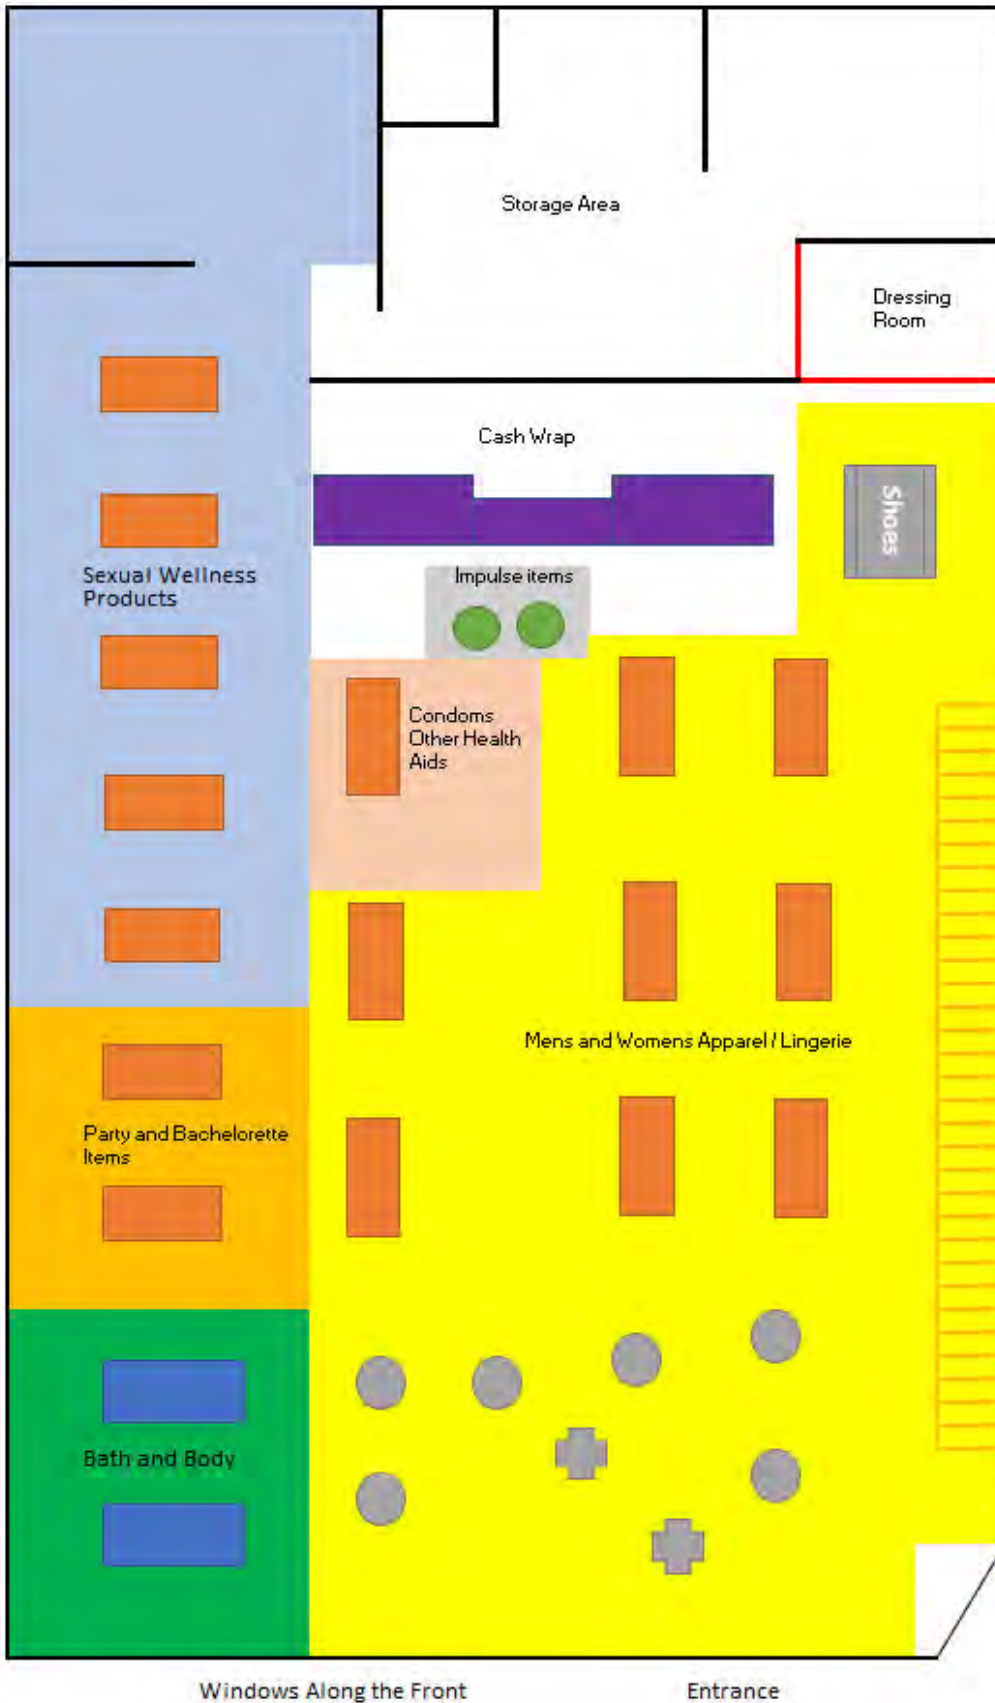 Storage Area
Dressing
Room
Cash Wrap
Shoes
Sexual Wellness
Products
Impulse items
Condoms
Other Health
Aids
Mens and Womens Apparel / Lingerie
Party and Bachelorette
Items
Bath and Body
Windows Along the Front
Entrance